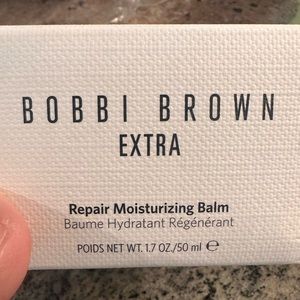 BOBBI BROWN
EXTRA
Repair Moisturizing Balm
Baume Hydratant Régénérant
POIDS NET WT. 1.7 OZ./50 ml ℮